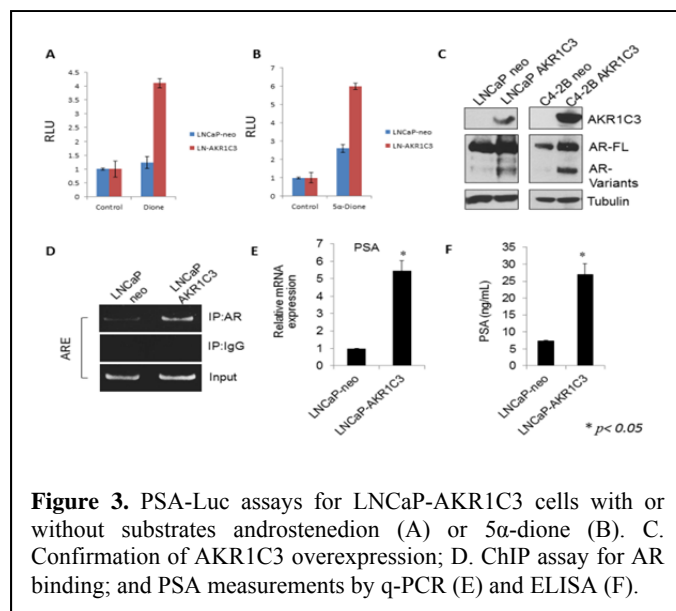 A
RLU
4.5
4
3.5
3
2.5
2
1.5
1
0.5
0
Control
Dione
LNCaP-neo
LN-AKR1C3
B
RLU
7
6
5
4
3
2
1
0
Control
5α-Dione
LNCaP-neo
LN-AKR1C3
C
LNCaP neo
LNCaP AKR1C3
C4-2B neo
C4-2B AKR1C3
AKR1C3
AR-FL
AR-
Variants
Tubulin
D
LNCaP
neo
LNCaP
AKR1C3
ARE
IP:AR
IP:IgG
Input
E
PSA
Relative mRNA
expression
7
6
5
4
3
2
1
0
*
LNCaP-neo
LNCaP-AKR1C3
F
PSA (ng/mL)
35
30
25
20
15
10
5
0
*
LNCaP-neo
LNCaP-AKR1C3
* p< 0.05
Figure 3. PSA-Luc assays for LNCaP-AKR1C3 cells with or
without substrates androstenedion (A) or 5α-dione (B). C.
Confirmation of AKR1C3 overexpression; D. ChIP assay for AR
binding; and PSA measurements by q-PCR (E) and ELISA (F).